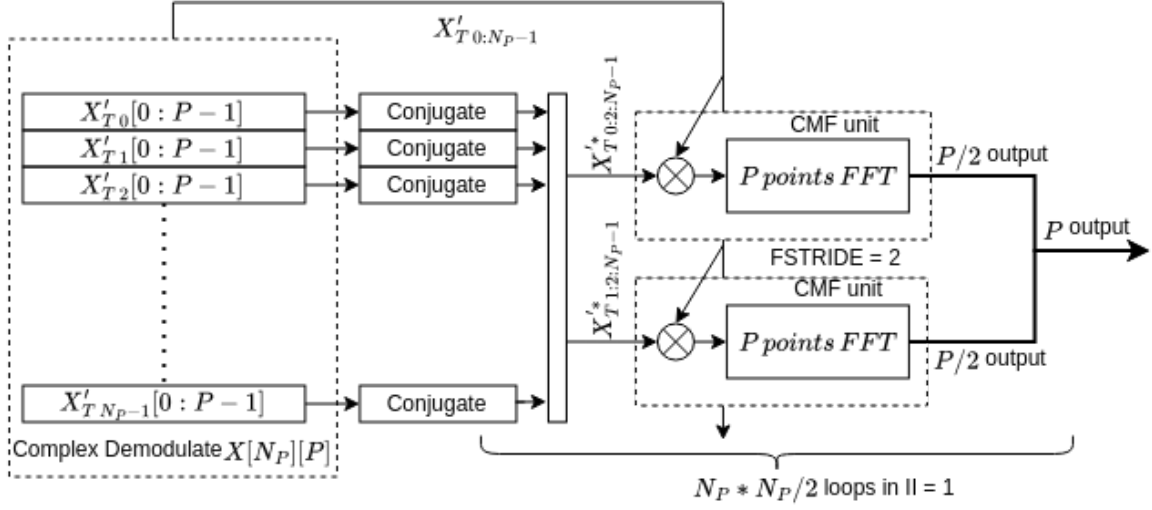 X′_{T 0:N_P−1}
X′_{T 0}[0 : P − 1]
X′_{T 1}[0 : P − 1]
X′_{T 2}[0 : P − 1]
X′_{T N_P−1}[0 : P − 1]
Complex Demodulate X[N_P][P]
Conjugate
Conjugate
Conjugate
Conjugate
X′*_{T 0:2:N_P−1}
X′*_{T 1:2:N_P−1}
CMF unit
P points FFT
P/2 output
FSTRIDE = 2
CMF unit
P points FFT
P/2 output
P output
N_P ∗ N_P/2 loops in II = 1